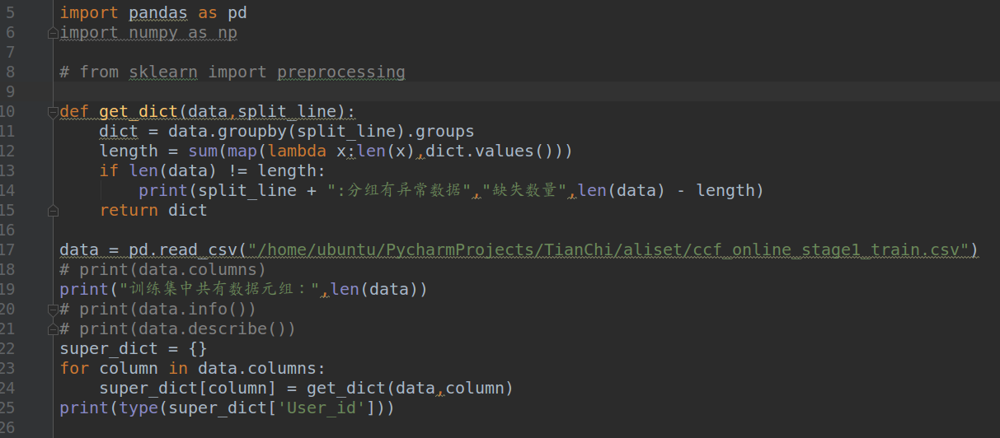 5 import pandas as pd
6 import numpy as np
7
8 # from sklearn import preprocessing
9
10 def get_dict(data,split_line):
11     dict = data.groupby(split_line).groups
12     length = sum(map(lambda x:len(x),dict.values()))
13     if len(data) != length:
14         print(split_line + ":分组有异常数据","缺失数量",len(data) - length)
15     return dict
16
17 data = pd.read_csv("/home/ubuntu/PycharmProjects/TianChi/aliset/ccf_online_stage1_train.csv")
18 # print(data.columns)
19 print("训练集中共有数据元组：",len(data))
20 # print(data.info())
21 # print(data.describe())
22 super_dict = {}
23 for column in data.columns:
24     super_dict[column] = get_dict(data,column)
25 print(type(super_dict['User_id']))
26